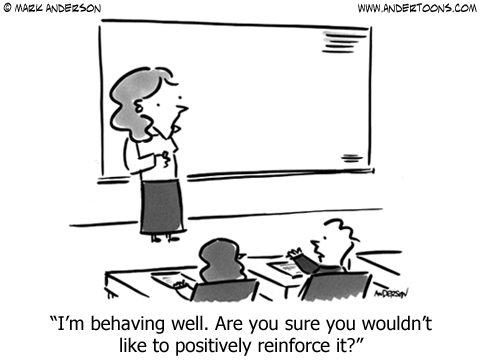 © MARK ANDERSON
WWW.ANDERTOONS.COM
ANDERSON
“I’m behaving well. Are you sure you wouldn’t
like to positively reinforce it?”